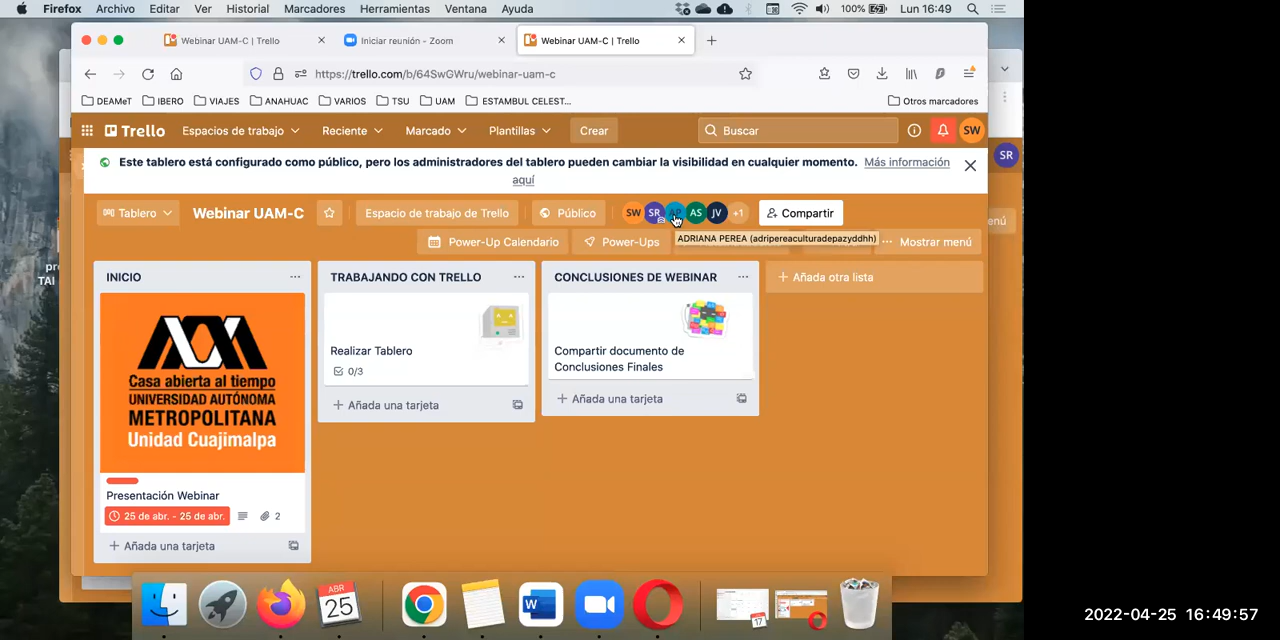 Firefox Archivo Editar Ver Historial Marcadores Herramientas Ventana Ayuda 100% Lun 16:49
Webinar UAM-C | Trello
Iniciar reunión - Zoom
Webinar UAM-C | Trello
https://trello.com/b/64SwGWru/webinar-uam-c
DEAMeT IBERO VIAJES ANAHUAC VARIOS TSU UAM ESTAMBUL CELEST... Otros marcadores
Trello Espacios de trabajo Reciente Marcado Plantillas Crear Buscar SW
Este tablero está configurado como público, pero los administradores del tablero pueden cambiar la visibilidad en cualquier momento. Más información
aquí
SR
Tablero Webinar UAM-C Espacio de trabajo de Trello Público SW SR AP AS JV +1 Compartir
enú
Power-Up Calendario Power-Ups Mostrar menú
ADRIANA PEREA (adripereaculturadepazyddhh)
INICIO
Casa abierta al tiempo
UNIVERSIDAD AUTÓNOMA
METROPOLITANA
Unidad Cuajimalpa
Presentación Webinar
25 de abr. - 25 de abr. 2
+ Añada una tarjeta
TRABAJANDO CON TRELLO
Realizar Tablero
0/3
+ Añada una tarjeta
CONCLUSIONES DE WEBINAR
Compartir documento de
Conclusiones Finales
+ Añada una tarjeta
+ Añada otra lista
pr
TAI
ABR
25
W
17
2022-04-25 16:49:57